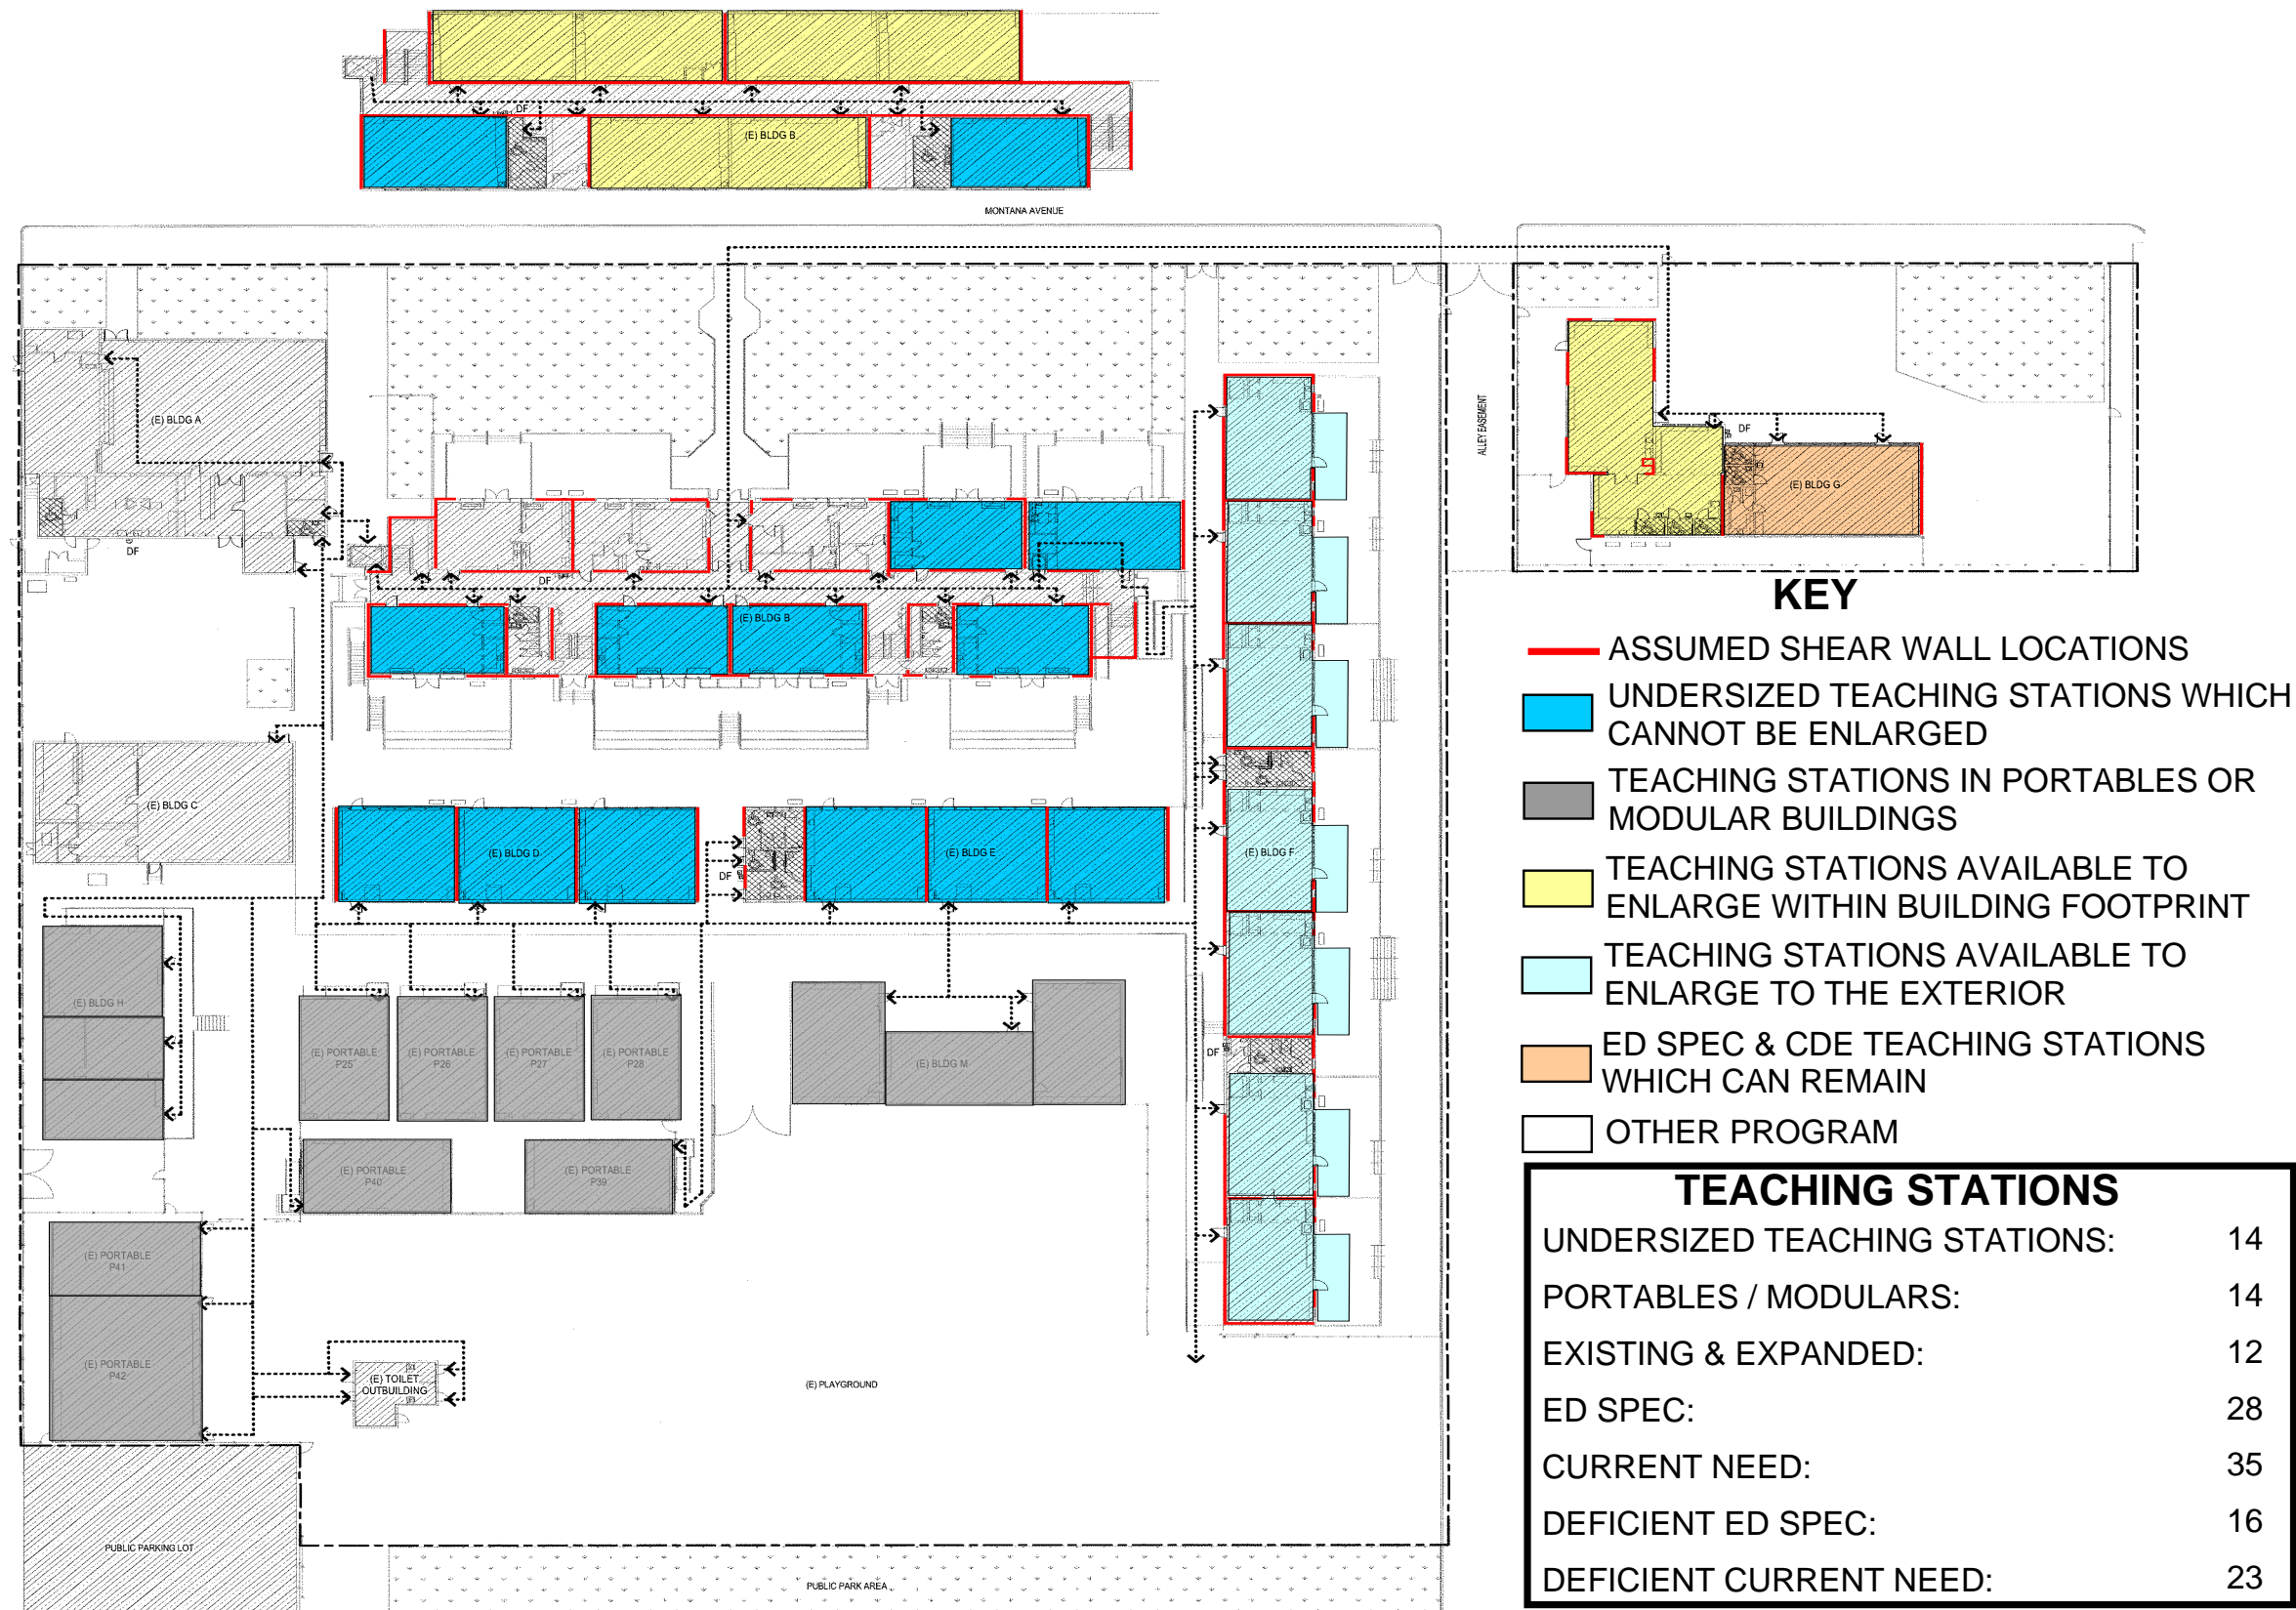 DF
(E) BLDG B
MONTANA AVENUE
(E) BLDG A
ALLEY EASEMENT
DF
(E) BLDG G
DF
DF
(E) BLDG B
KEY
ASSUMED SHEAR WALL LOCATIONS
UNDERSIZED TEACHING STATIONS WHICH
CANNOT BE ENLARGED
TEACHING STATIONS IN PORTABLES OR
MODULAR BUILDINGS
TEACHING STATIONS AVAILABLE TO
ENLARGE WITHIN BUILDING FOOTPRINT
TEACHING STATIONS AVAILABLE TO
ENLARGE TO THE EXTERIOR
ED SPEC & CDE TEACHING STATIONS
WHICH CAN REMAIN
OTHER PROGRAM
(E) BLDG C
(E) BLDG D
(E) BLDG E
(E) BLDG F
DF
(E) BLDG H
(E) PORTABLE
P25
(E) PORTABLE
P26
(E) PORTABLE
P27
(E) PORTABLE
P28
(E) BLDG M
DF
(E) PORTABLE
P40
(E) PORTABLE
P39
(E) PORTABLE
P41
(E) PORTABLE
P42
(E) TOILET
OUTBUILDING
(E) PLAYGROUND
PUBLIC PARKING LOT
PUBLIC PARK AREA
TEACHING STATIONS
UNDERSIZED TEACHING STATIONS: 14
PORTABLES / MODULARS: 14
EXISTING & EXPANDED: 12
ED SPEC: 28
CURRENT NEED: 35
DEFICIENT ED SPEC: 16
DEFICIENT CURRENT NEED: 23